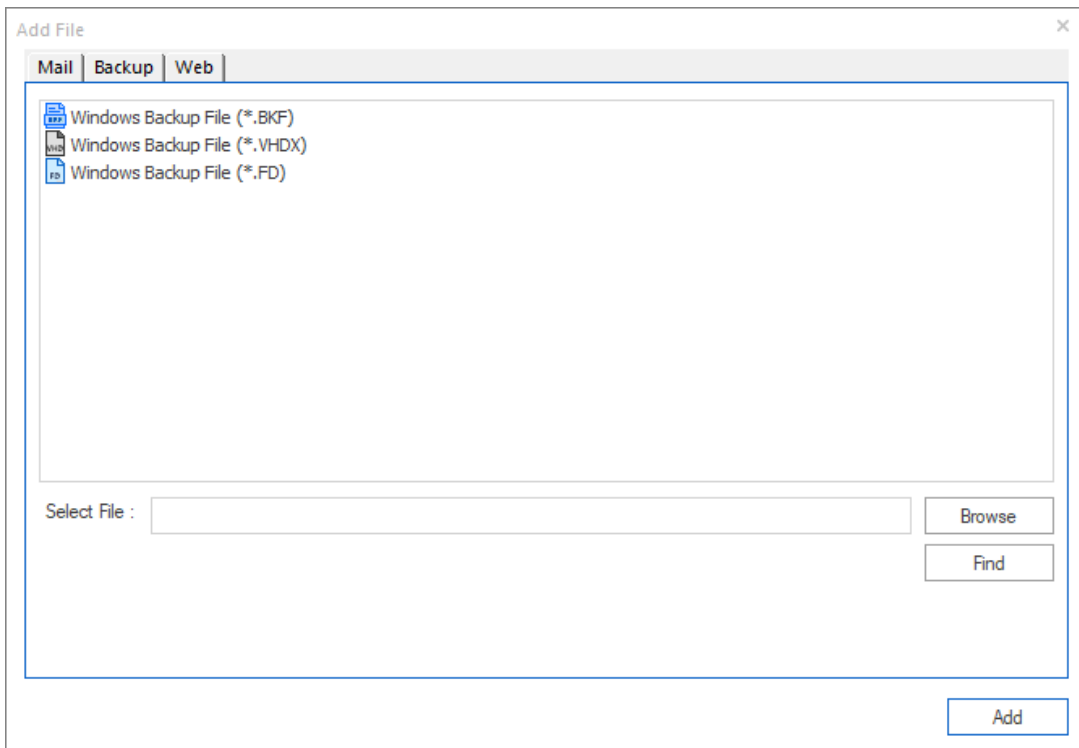 Add File
Mail Backup Web
Windows Backup File (*.BKF)
Windows Backup File (*.VHDX)
Windows Backup File (*.FD)
Select File :
Browse
Find
Add